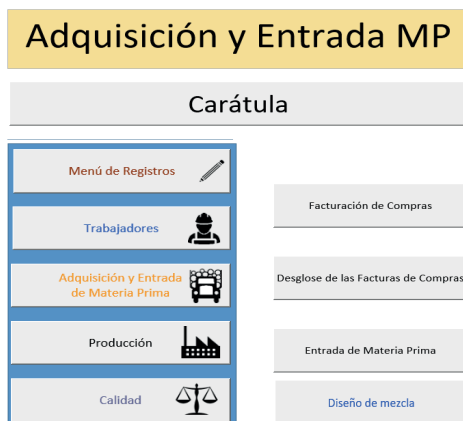 Adquisición y Entrada MP
Carátula
Menú de Registros
Trabajadores
Adquisición y Entrada
de Materia Prima
Producción
Calidad
Facturación de Compras
Desglose de las Facturas de Compras
Entrada de Materia Prima
Diseño de mezcla